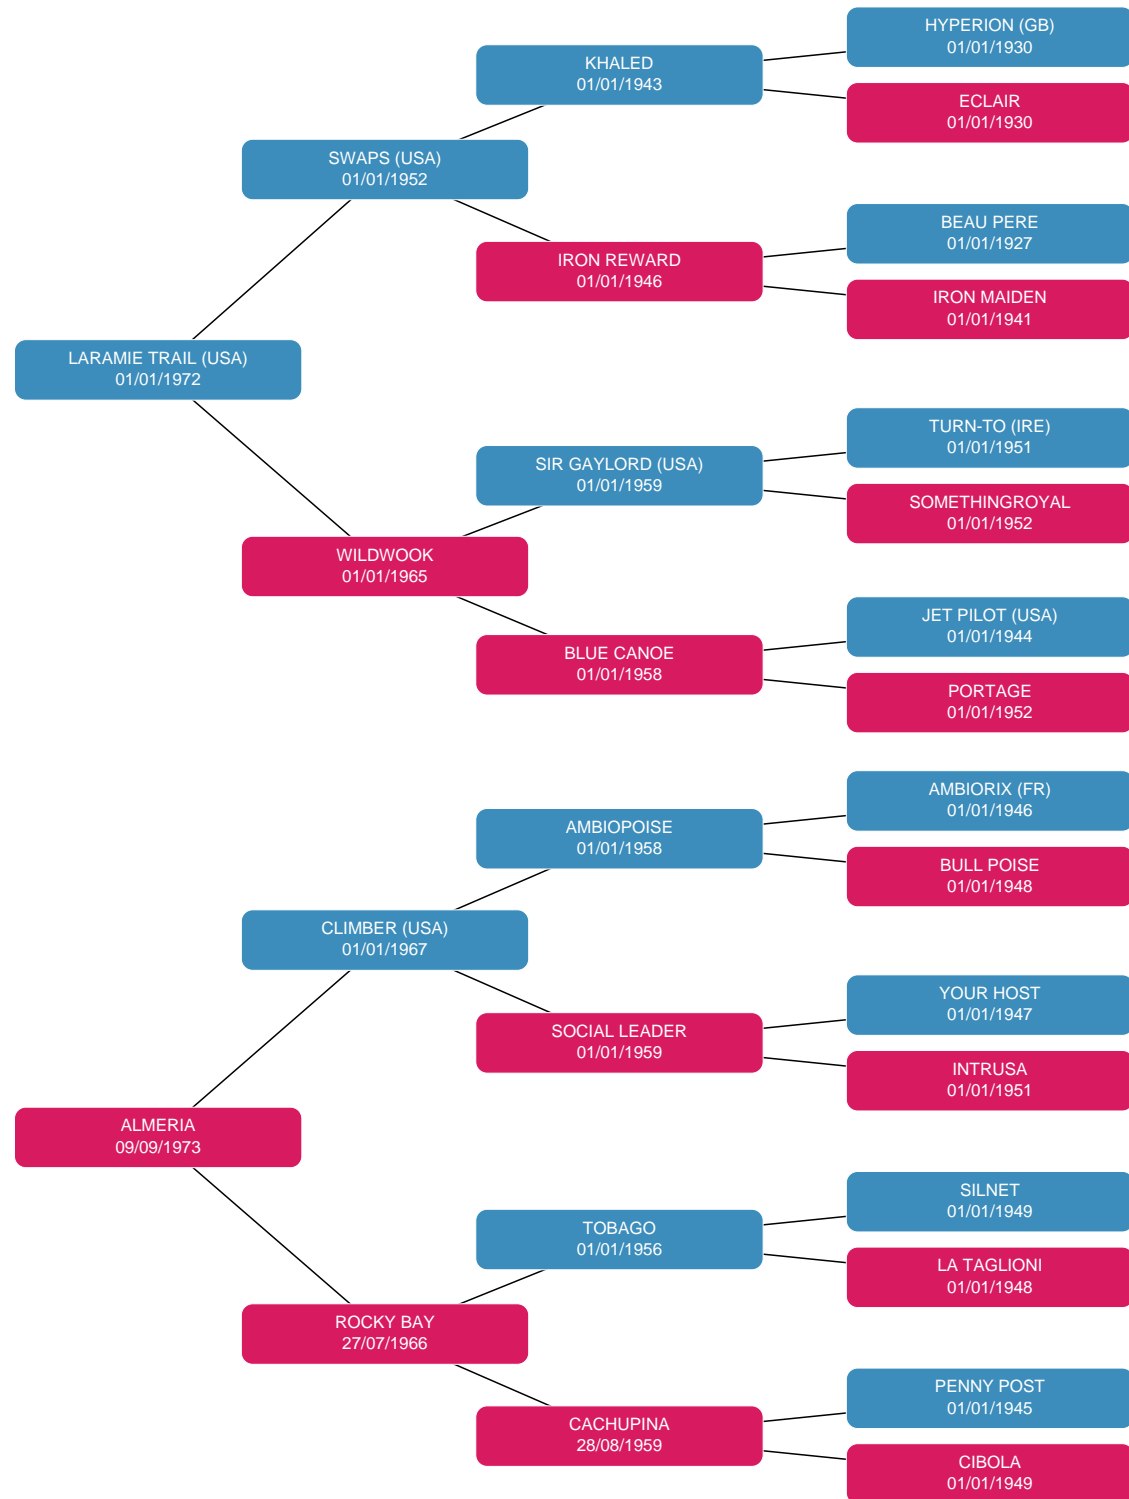 HYPERION (GB)
01/01/1930
KHALED
01/01/1943
ECLAIR
01/01/1930
SWAPS (USA)
01/01/1952
BEAU PERE
01/01/1927
IRON REWARD
01/01/1946
IRON MAIDEN
01/01/1941
LARAMIE TRAIL (USA)
01/01/1972
TURN-TO (IRE)
01/01/1951
SIR GAYLORD (USA)
01/01/1959
SOMETHINGROYAL
01/01/1952
WILDWOOK
01/01/1965
JET PILOT (USA)
01/01/1944
BLUE CANOE
01/01/1958
PORTAGE
01/01/1952
AMBIORIX (FR)
01/01/1946
AMBIOPOISE
01/01/1958
BULL POISE
01/01/1948
CLIMBER (USA)
01/01/1967
YOUR HOST
01/01/1947
SOCIAL LEADER
01/01/1959
INTRUSA
01/01/1951
ALMERIA
09/09/1973
SILNET
01/01/1949
TOBAGO
01/01/1956
LA TAGLIONI
01/01/1948
ROCKY BAY
27/07/1966
PENNY POST
01/01/1945
CACHUPINA
28/08/1959
CIBOLA
01/01/1949